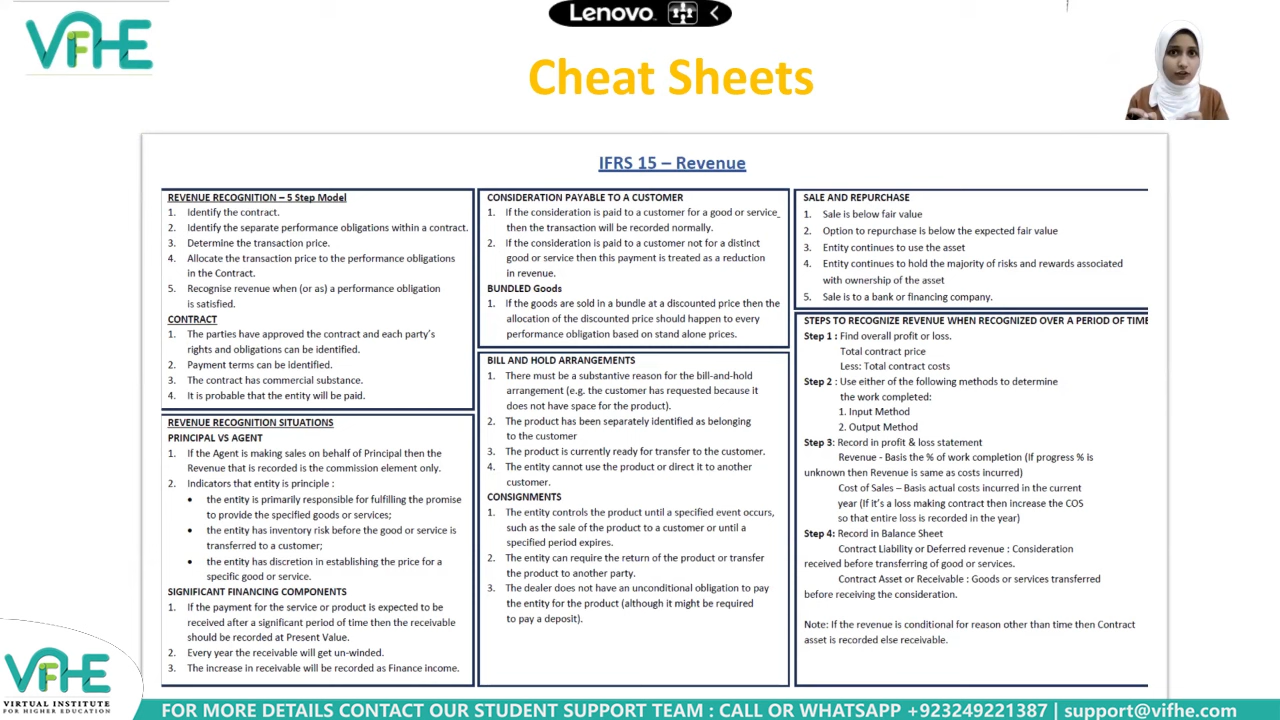 Lenovo
VIFHE
Cheat Sheets
IFRS 15 – Revenue
REVENUE RECOGNITION – 5 Step Model
1. Identify the contract.
2. Identify the separate performance obligations within a contract.
3. Determine the transaction price.
4. Allocate the transaction price to the performance obligations
in the Contract.
5. Recognise revenue when (or as) a performance obligation
is satisfied.
CONTRACT
1. The parties have approved the contract and each party's
rights and obligations can be identified.
2. Payment terms can be identified.
3. The contract has commercial substance.
4. It is probable that the entity will be paid.
REVENUE RECOGNITION SITUATIONS
PRINCIPAL VS AGENT
1. If the Agent is making sales on behalf of Principal then the
Revenue that is recorded is the commission element only.
2. Indicators that entity is principle :
• the entity is primarily responsible for fulfilling the promise
to provide the specified goods or services;
• the entity has inventory risk before the good or service is
transferred to a customer;
• the entity has discretion in establishing the price for a
specific good or service.
SIGNIFICANT FINANCING COMPONENTS
1. If the payment for the service or product is expected to be
received after a significant period of time then the receivable
should be recorded at Present Value.
2. Every year the receivable will get un-winded.
3. The increase in receivable will be recorded as Finance income.
CONSIDERATION PAYABLE TO A CUSTOMER
1. If the consideration is paid to a customer for a good or service
then the transaction will be recorded normally.
2. If the consideration is paid to a customer not for a distinct
good or service then this payment is treated as a reduction
in revenue.
BUNDLED Goods
1. If the goods are sold in a bundle at a discounted price then the
allocation of the discounted price should happen to every
performance obligation based on stand alone prices.
BILL AND HOLD ARRANGEMENTS
1. There must be a substantive reason for the bill-and-hold
arrangement (e.g. the customer has requested because it
does not have space for the product).
2. The product has been separately identified as belonging
to the customer
3. The product is currently ready for transfer to the customer.
4. The entity cannot use the product or direct it to another
customer.
CONSIGNMENTS
1. The entity controls the product until a specified event occurs,
such as the sale of the product to a customer or until a
specified period expires.
2. The entity can require the return of the product or transfer
the product to another party.
3. The dealer does not have an unconditional obligation to pay
the entity for the product (although it might be required
to pay a deposit).
SALE AND REPURCHASE
1. Sale is below fair value
2. Option to repurchase is below the expected fair value
3. Entity continues to use the asset
4. Entity continues to hold the majority of risks and rewards associated
with ownership of the asset
5. Sale is to a bank or financing company.
STEPS TO RECOGNIZE REVENUE WHEN RECOGNIZED OVER A PERIOD OF TIME
Step 1 : Find overall profit or loss.
Total contract price
Less: Total contract costs
Step 2 : Use either of the following methods to determine
the work completed:
1. Input Method
2. Output Method
Step 3: Record in profit & loss statement
Revenue - Basis the % of work completion (If progress % is
unknown then Revenue is same as costs incurred)
Cost of Sales – Basis actual costs incurred in the current
year (If it's a loss making contract then increase the COS
so that entire loss is recorded in the year)
Step 4: Record in Balance Sheet
Contract Liability or Deferred revenue : Consideration
received before transferring of good or services.
Contract Asset or Receivable : Goods or services transferred
before receiving the consideration.
Note: If the revenue is conditional for reason other than time then Contract
asset is recorded else receivable.
VIFHE
VIRTUAL INSTITUTE
FOR HIGHER EDUCATION
FOR MORE DETAILS CONTACT OUR STUDENT SUPPORT TEAM : CALL OR WHATSAPP +923249221387 | support@vifhe.com